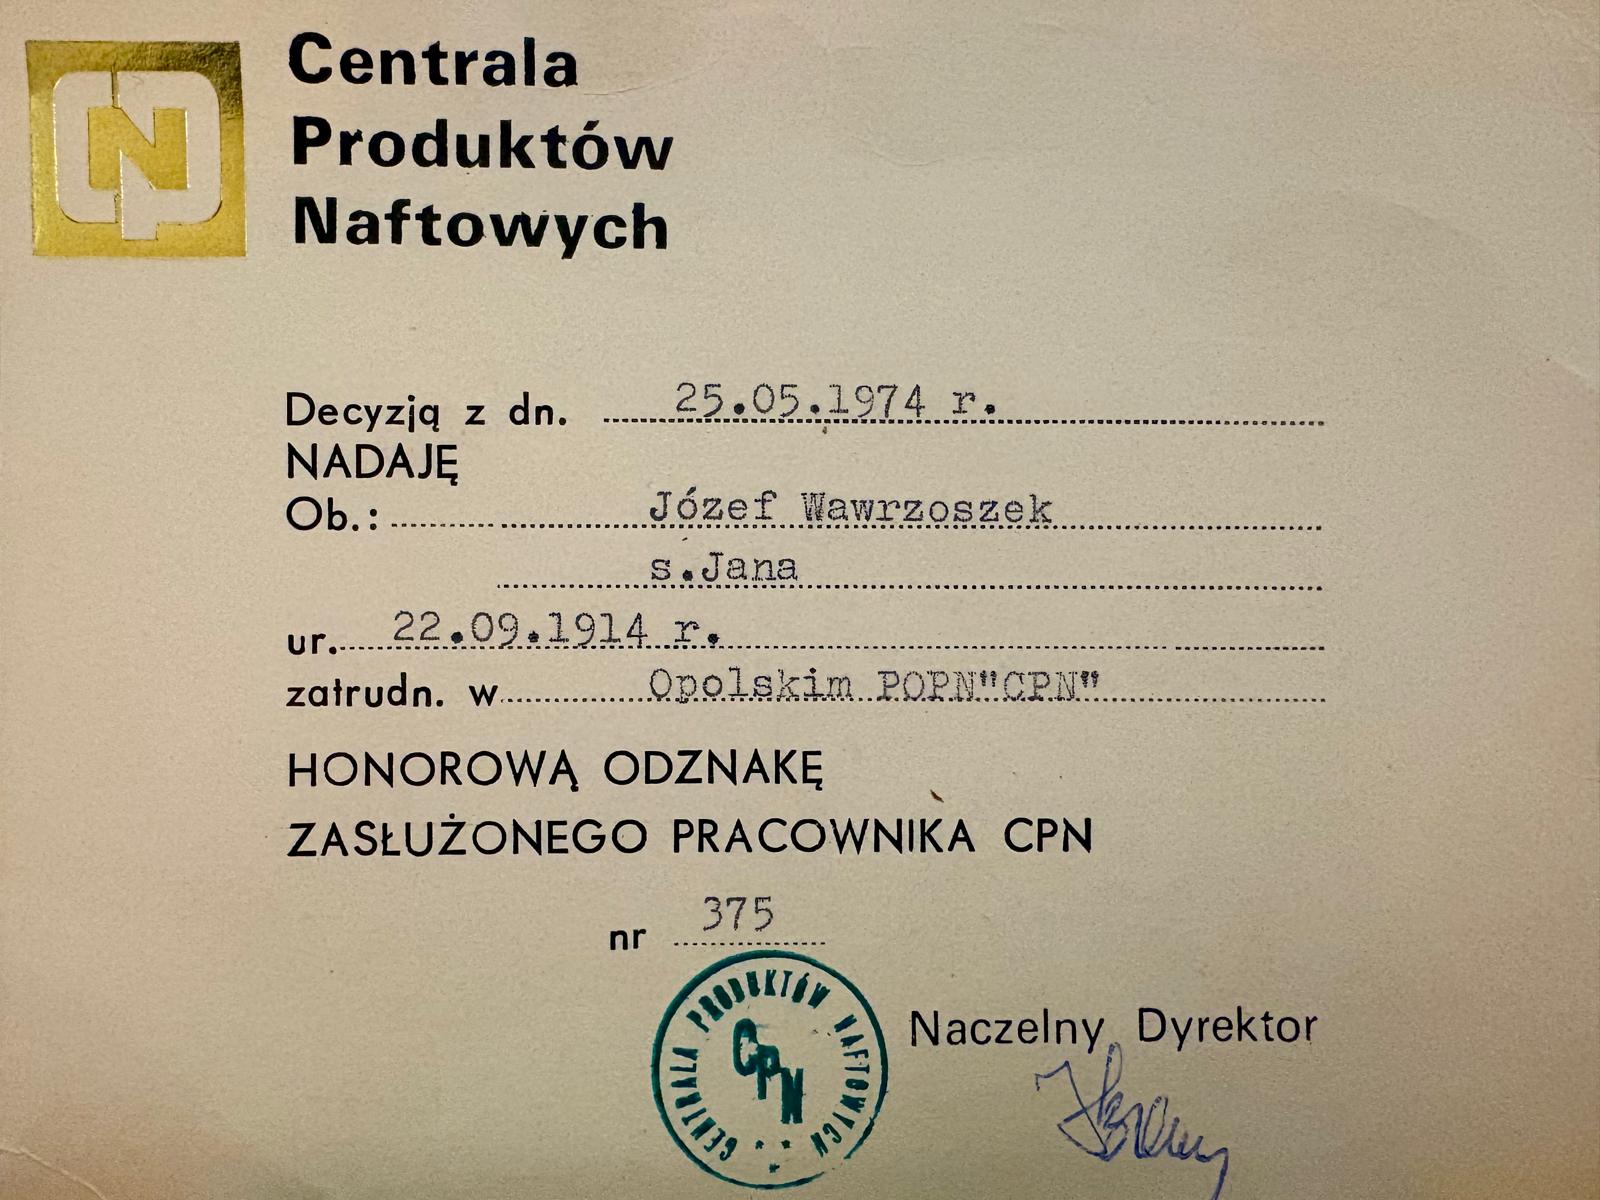 CPN
Centrala
Produktów
Naftowych
Decyzją z dn. 25.05.1974 r.
NADAJĘ
Ob.: Józef Wawrzoszek
s.Jana
ur. 22.09.1914 r.
zatrudn. w Opolskim POPN"CPN"
HONOROWĄ ODZNAKĘ
ZASŁUŻONEGO PRACOWNIKA CPN
nr 375
CENTRALA PRODUKTÓW NAFTOWYCH
CPN
Naczelny Dyrektor